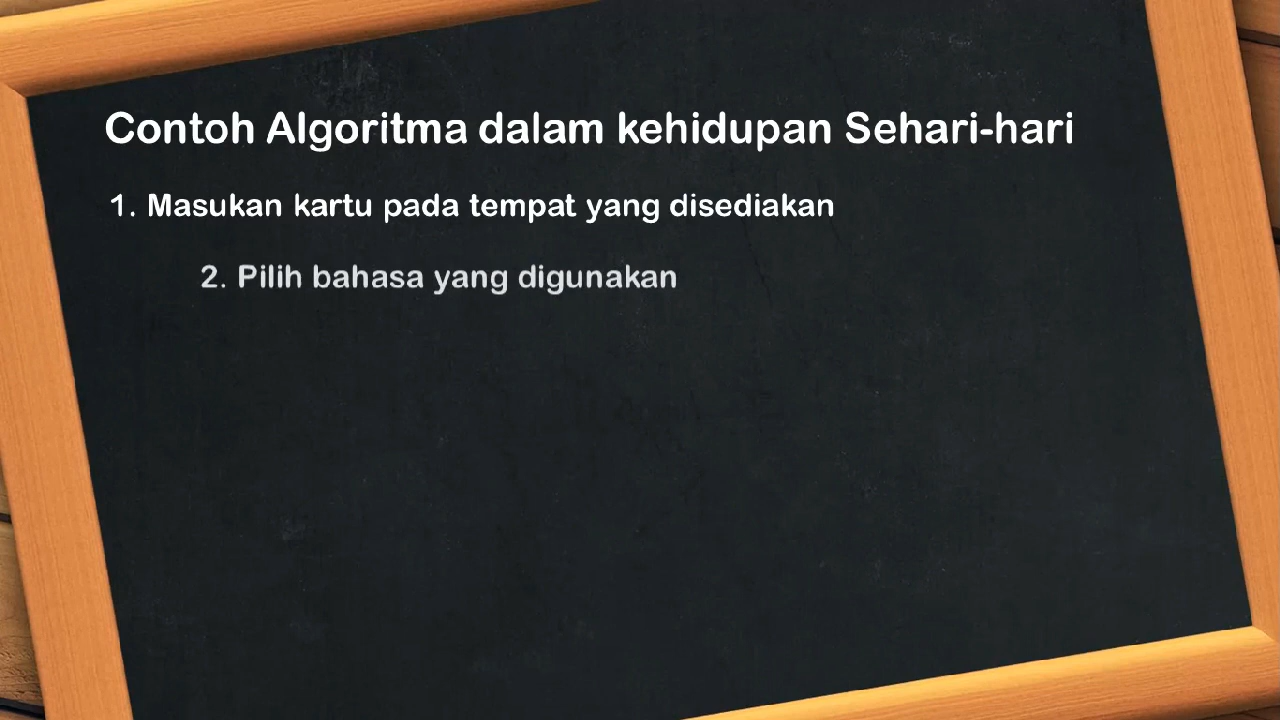 Contoh Algoritma dalam kehidupan Sehari-hari
1. Masukan kartu pada tempat yang disediakan
2. Pilih bahasa yang digunakan